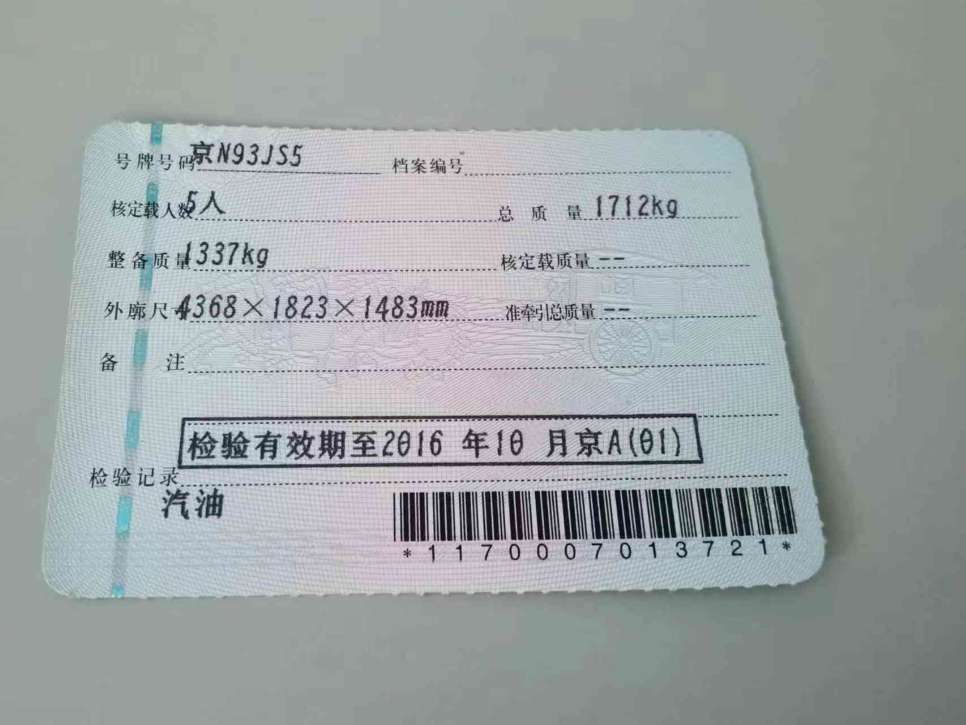 号牌号码 京N93JS5 档案编号
核定载人数 5人 总质量 1712kg
整备质量 1337kg 核定载质量 --
外廓尺寸 4368×1823×1483mm 准牵引总质量 --
备注
检验有效期至2016 年10 月京A(01)
检验记录
汽油
*1170007013721*